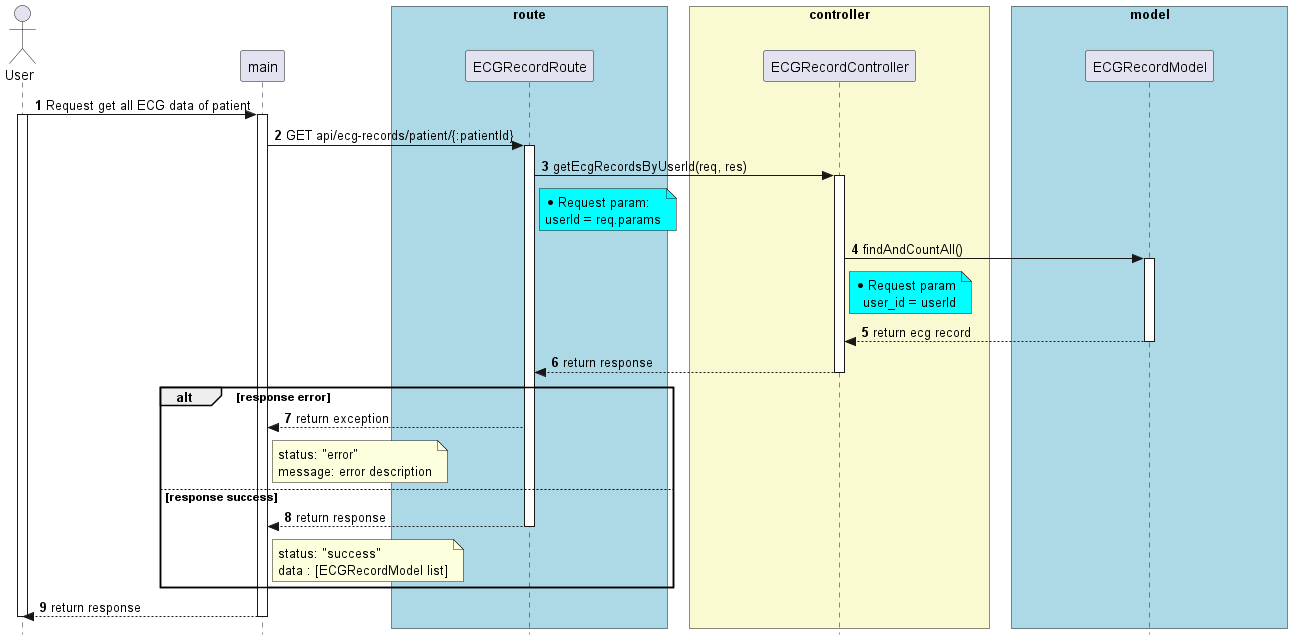 route
controller
model
User
main
ECGRecordRoute
ECGRecordController
ECGRecordModel
1 Request get all ECG data of patient
2 GET api/ecg-records/patient/{:patientId}
3 getEcgRecordsByUserId(req, res)
• Request param:
userId = req.params
4 findAndCountAll()
• Request param
user_id = userId
5 return ecg record
6 return response
alt
[response error]
7 return exception
status: "error"
message: error description
[response success]
8 return response
status: "success"
data : [ECGRecordModel list]
9 return response